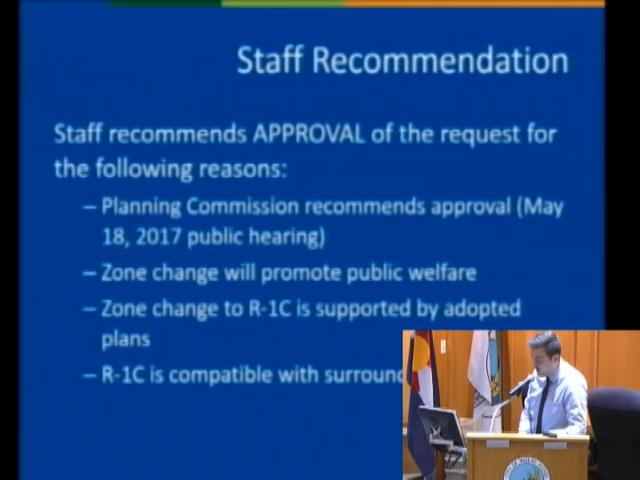 Staff Recommendation
Staff recommends APPROVAL of the request for
the following reasons:
– Planning Commission recommends approval (May
18, 2017 public hearing)
– Zone change will promote public welfare
– Zone change to R-1C is supported by adopted
plans
– R-1C is compatible with